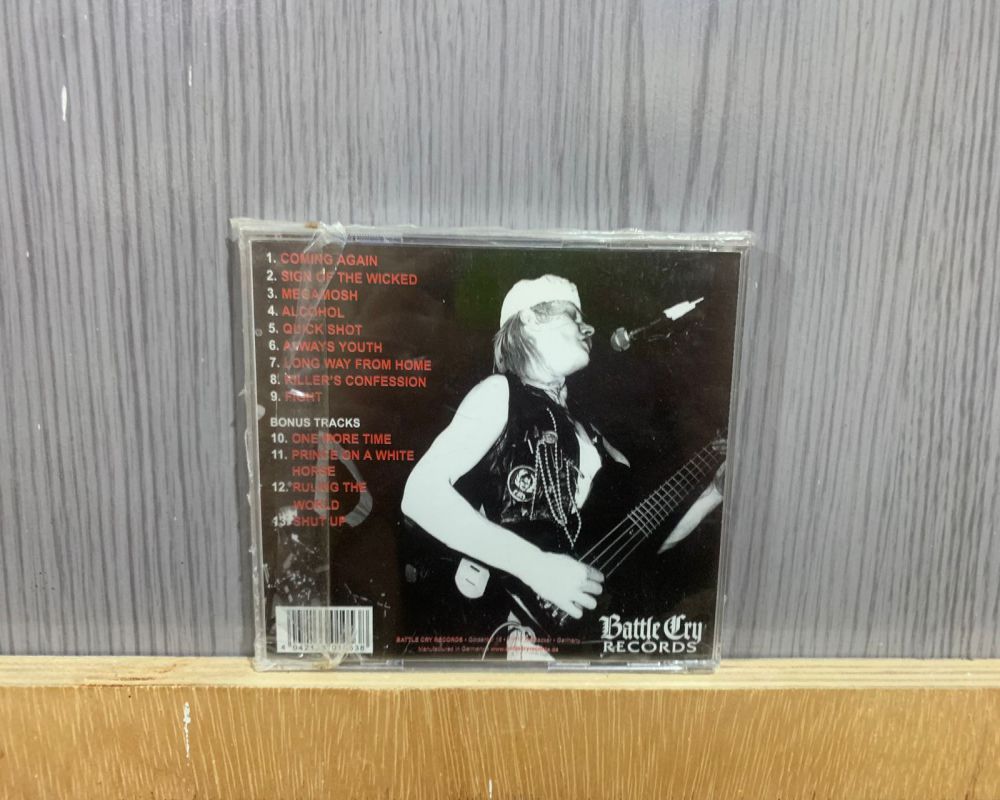 1. COMING AGAIN
2. SIGN OF THE WICKED
3. MEGAMOSH
4. ALCOHOL
5. QUICK SHOT
6. ALWAYS YOUTH
7. LONG WAY FROM HOME
8. KILLER'S CONFESSION
9. FIGHT
BONUS TRACKS
10. ONE MORE TIME
11. PRINCE ON A WHITE
HORSE
12. RULING THE
WORLD
13. SHUT UP
Battle Cry
RECORDS
BATTLE CRY RECORDS • Germany
Manufactured in Germany